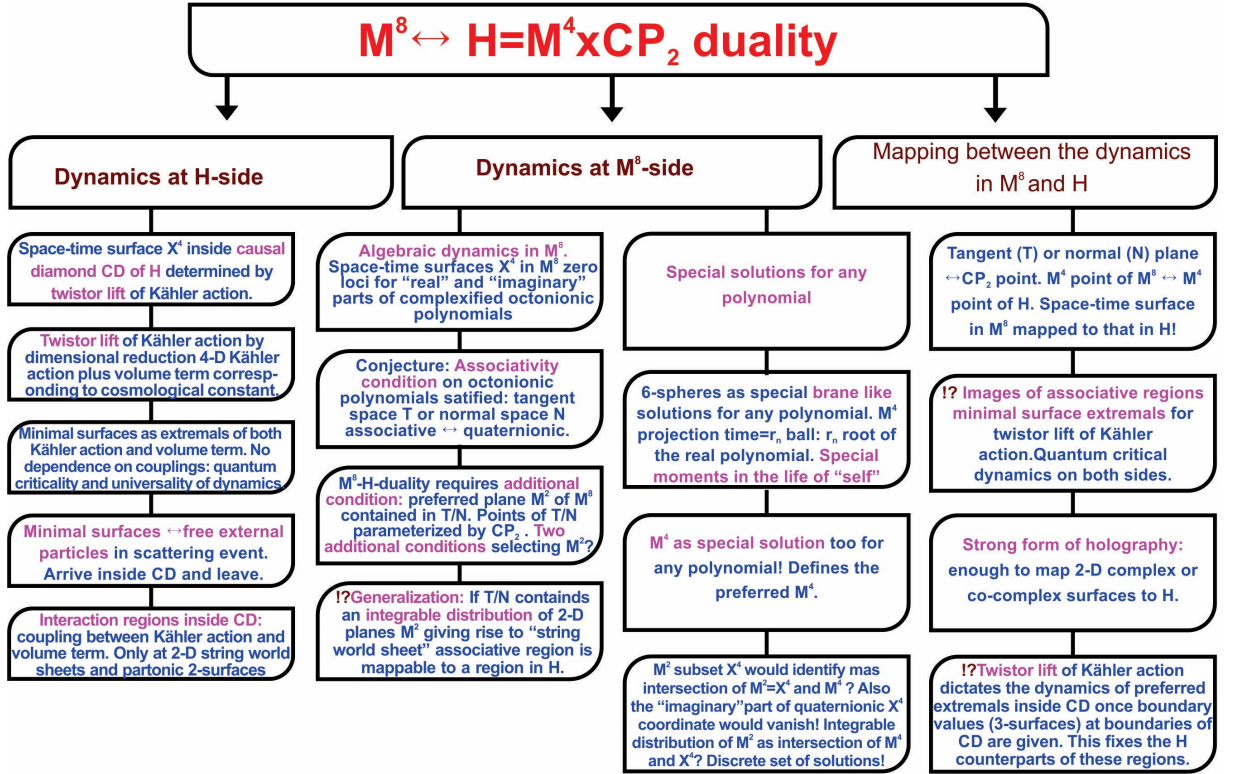 M⁸ ↔ H=M⁴xCP₂ duality
Dynamics at H-side
Space-time surface X⁴ inside causal
diamond CD of H determined by
twistor lift of Kähler action.
Twistor lift of Kähler action by
dimensional reduction 4-D Kähler
action plus volume term corresp-
onding to cosmological constant.
Minimal surfaces as extremals of both
Kähler action and volume term. No
dependence on couplings: quantum
criticality and universality of dynamics
Minimal surfaces ↔free external
particles in scattering event.
Arrive inside CD and leave.
Interaction regions inside CD:
coupling between Kähler action and
volume term. Only at 2-D string world
sheets and partonic 2-surfaces
Dynamics at M⁸-side
Algebraic dynamics in M⁸.
Space-time surfaces X⁴ in M⁸ zero
loci for “real” and “imaginary”
parts of complexified octonionic
polynomials
Conjecture: Associativity
condition on octonionic
polynomials satified: tangent
space T or normal space N
associative ↔ quaternionic.
M⁸-H-duality requires additional
condition: preferred plane M² of M⁸
contained in T/N. Points of T/N
parameterized by CP₂ . Two
additional conditions selecting M²?
!?Generalization: If T/N containds
an integrable distribution of 2-D
planes M² giving rise to “string
world sheet” associative region is
mappable to a region in H.
Special solutions for any
polynomial
6-spheres as special brane like
solutions for any polynomial. M⁴
projection time=rₙ ball: rₙ root of
the real polynomial. Special
moments in the life of “self”
M⁴ as special solution too for
any polynomial! Defines the
preferred M⁴.
M² subset X⁴ would identify mas
intersection of M²=X⁴ and M⁴ ? Also
the “imaginary”part of quaternionic X⁴
coordinate would vanish! Integrable
distribution of M² as intersection of M⁴
and X⁴? Discrete set of solutions!
Mapping between the dynamics
in M⁸ and H
Tangent (T) or normal (N) plane
↔CP₂ point. M⁴ point of M⁸ ↔ M⁴
point of H. Space-time surface
in M⁸ mapped to that in H!
!? Images of associative regions
minimal surface extremals for
twistor lift of Kähler
action.Quantum critical
dynamics on both sides.
Strong form of holography:
enough to map 2-D complex or
co-complex surfaces to H.
!?Twistor lift of Kähler action
dictates the dynamics of preferred
extremals inside CD once boundary
values (3-surfaces) at boundaries of
CD are given. This fixes the H
counterparts of these regions.